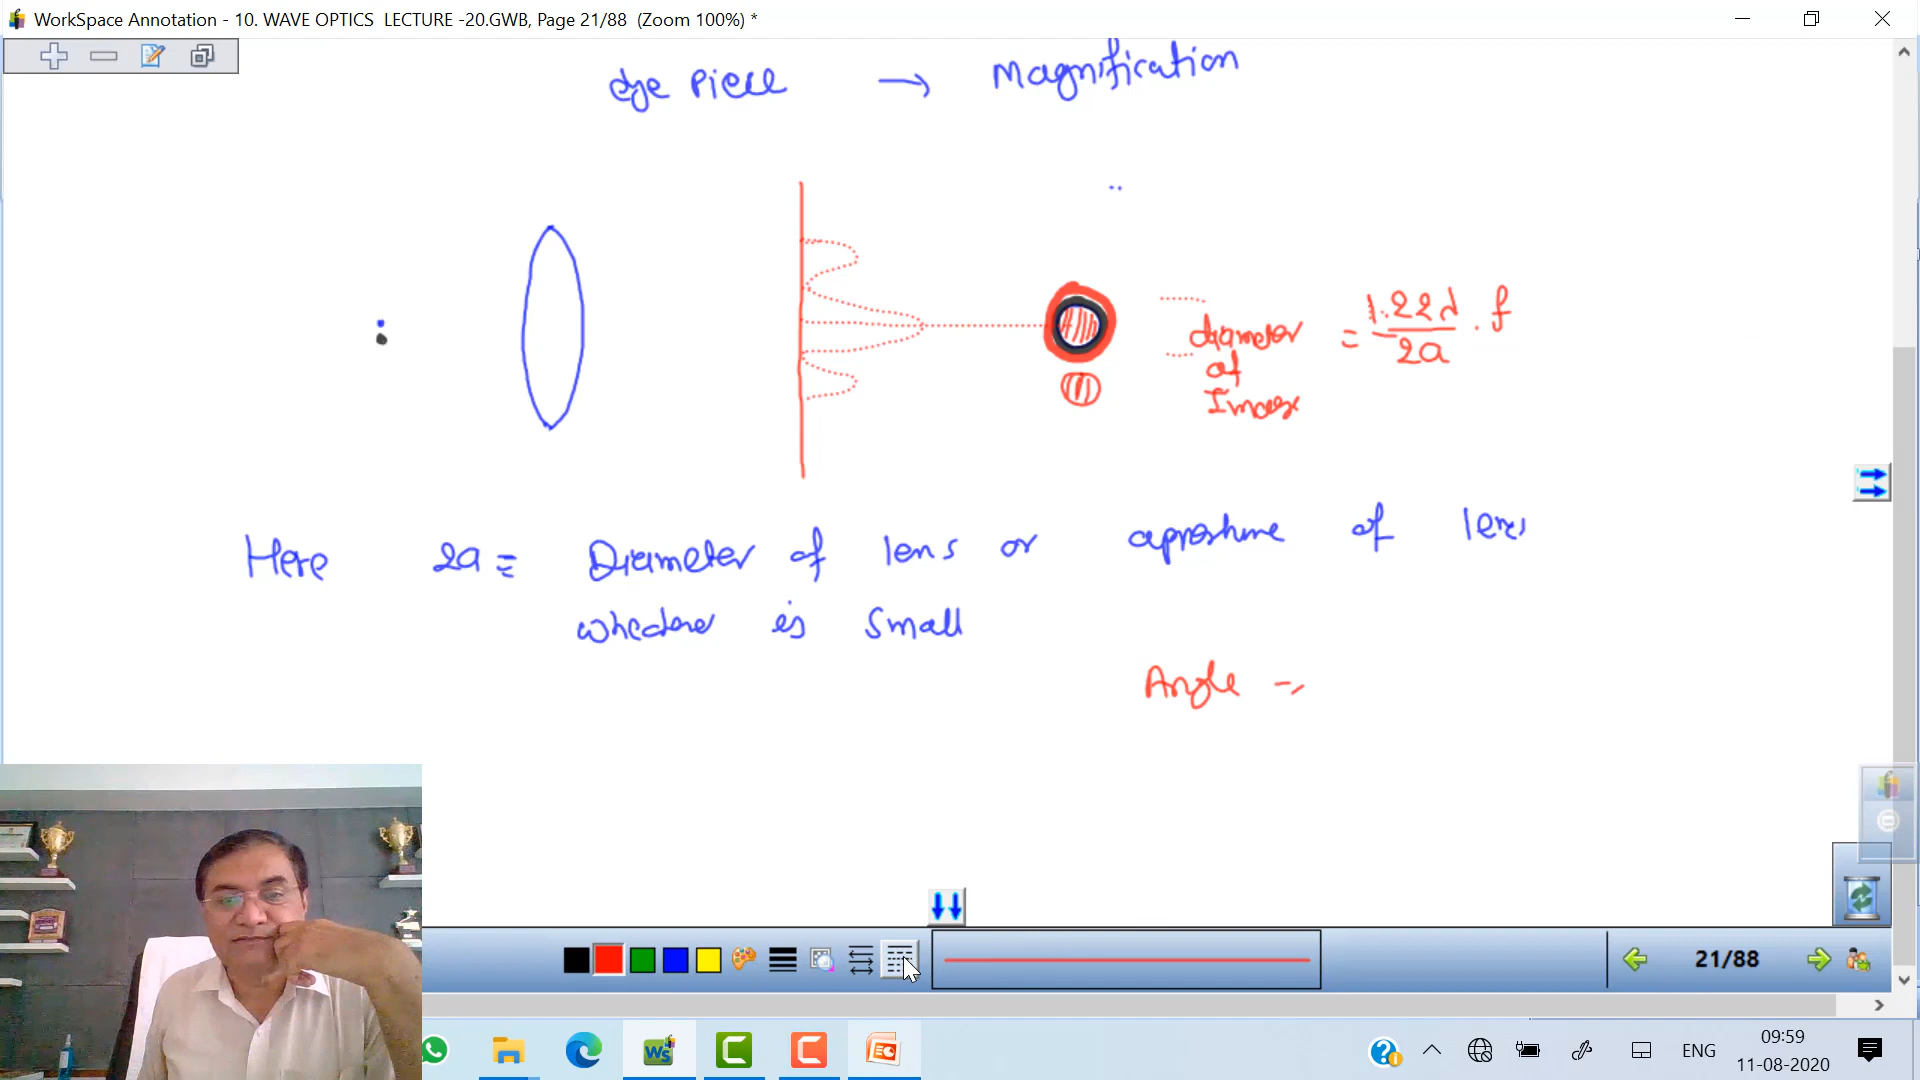 WorkSpace Annotation - 10. WAVE OPTICS LECTURE -20.GWB, Page 21/88 (Zoom 100%) *
eye Piece → Magnification
diameter of Image = 1.22λ / 2a . f
Here 2a = Diameter of lens or aperture of lens
is Small
Angle →
21/88
ENG
09:59
11-08-2020